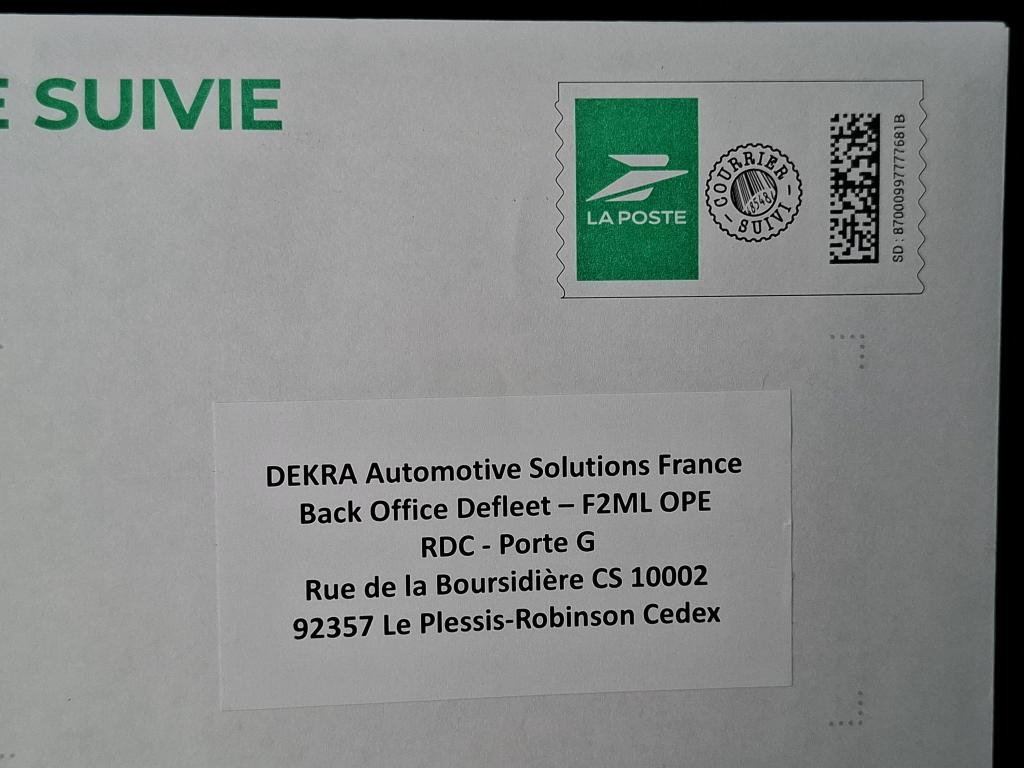 E SUIVIE
LA POSTE
COURRIER
SUIVI
SD : 87000997777681B
DEKRA Automotive Solutions France
Back Office Defleet – F2ML OPE
RDC - Porte G
Rue de la Boursidière CS 10002
92357 Le Plessis-Robinson Cedex